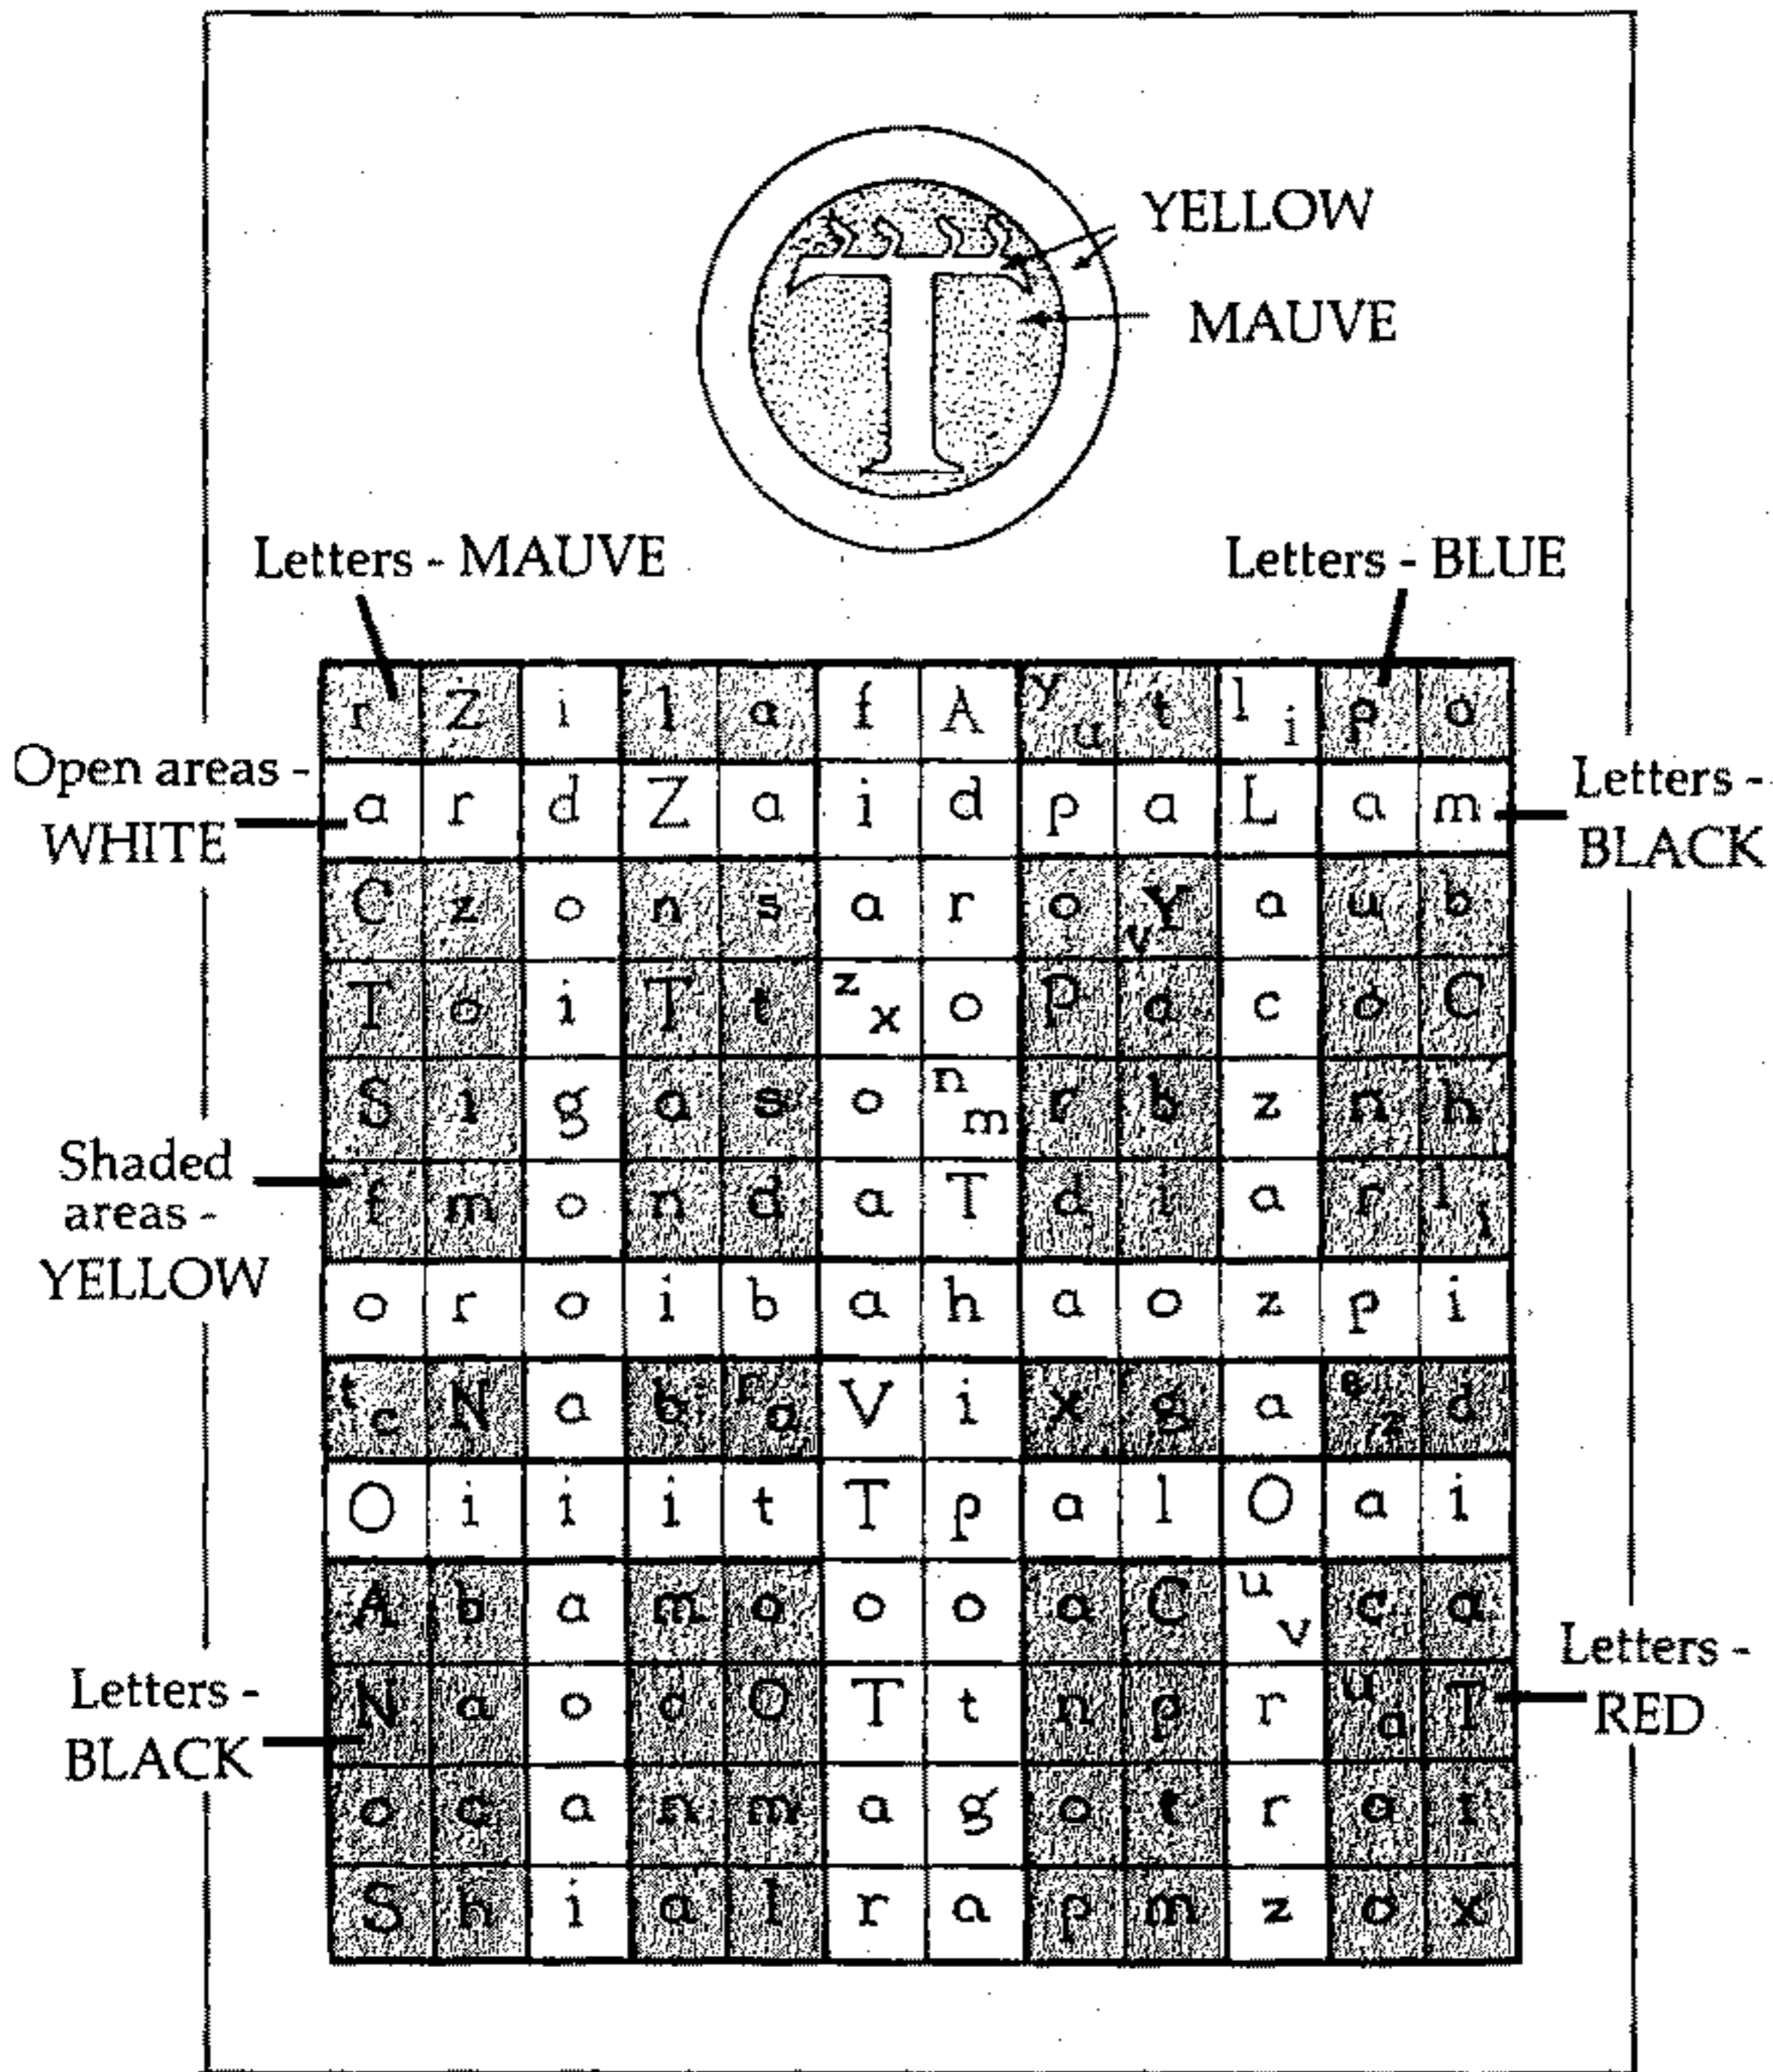 T
YELLOW
MAUVE
Letters - MAUVE
Letters - BLUE
r Z i l a f A y u t l i p o
Open areas - WHITE
a r d Z a i d p a L a m
Letters - BLACK
C z o n s a r o Y v a u b
T o i T t z x o P a c o C
S i g a s o n m r b z n h
Shaded areas - YELLOW
f m o n d a T d i a r l i
o r o i b a h a o z p i
t c N a b r a V i x g a e z d
O i i i t T p a l O a i
A b a m o o o a C u v c a
Letters - BLACK
N a o c O T t n p r u a T
Letters - RED
o c a n m a g o t r o i
S h i a l r a p m z o x